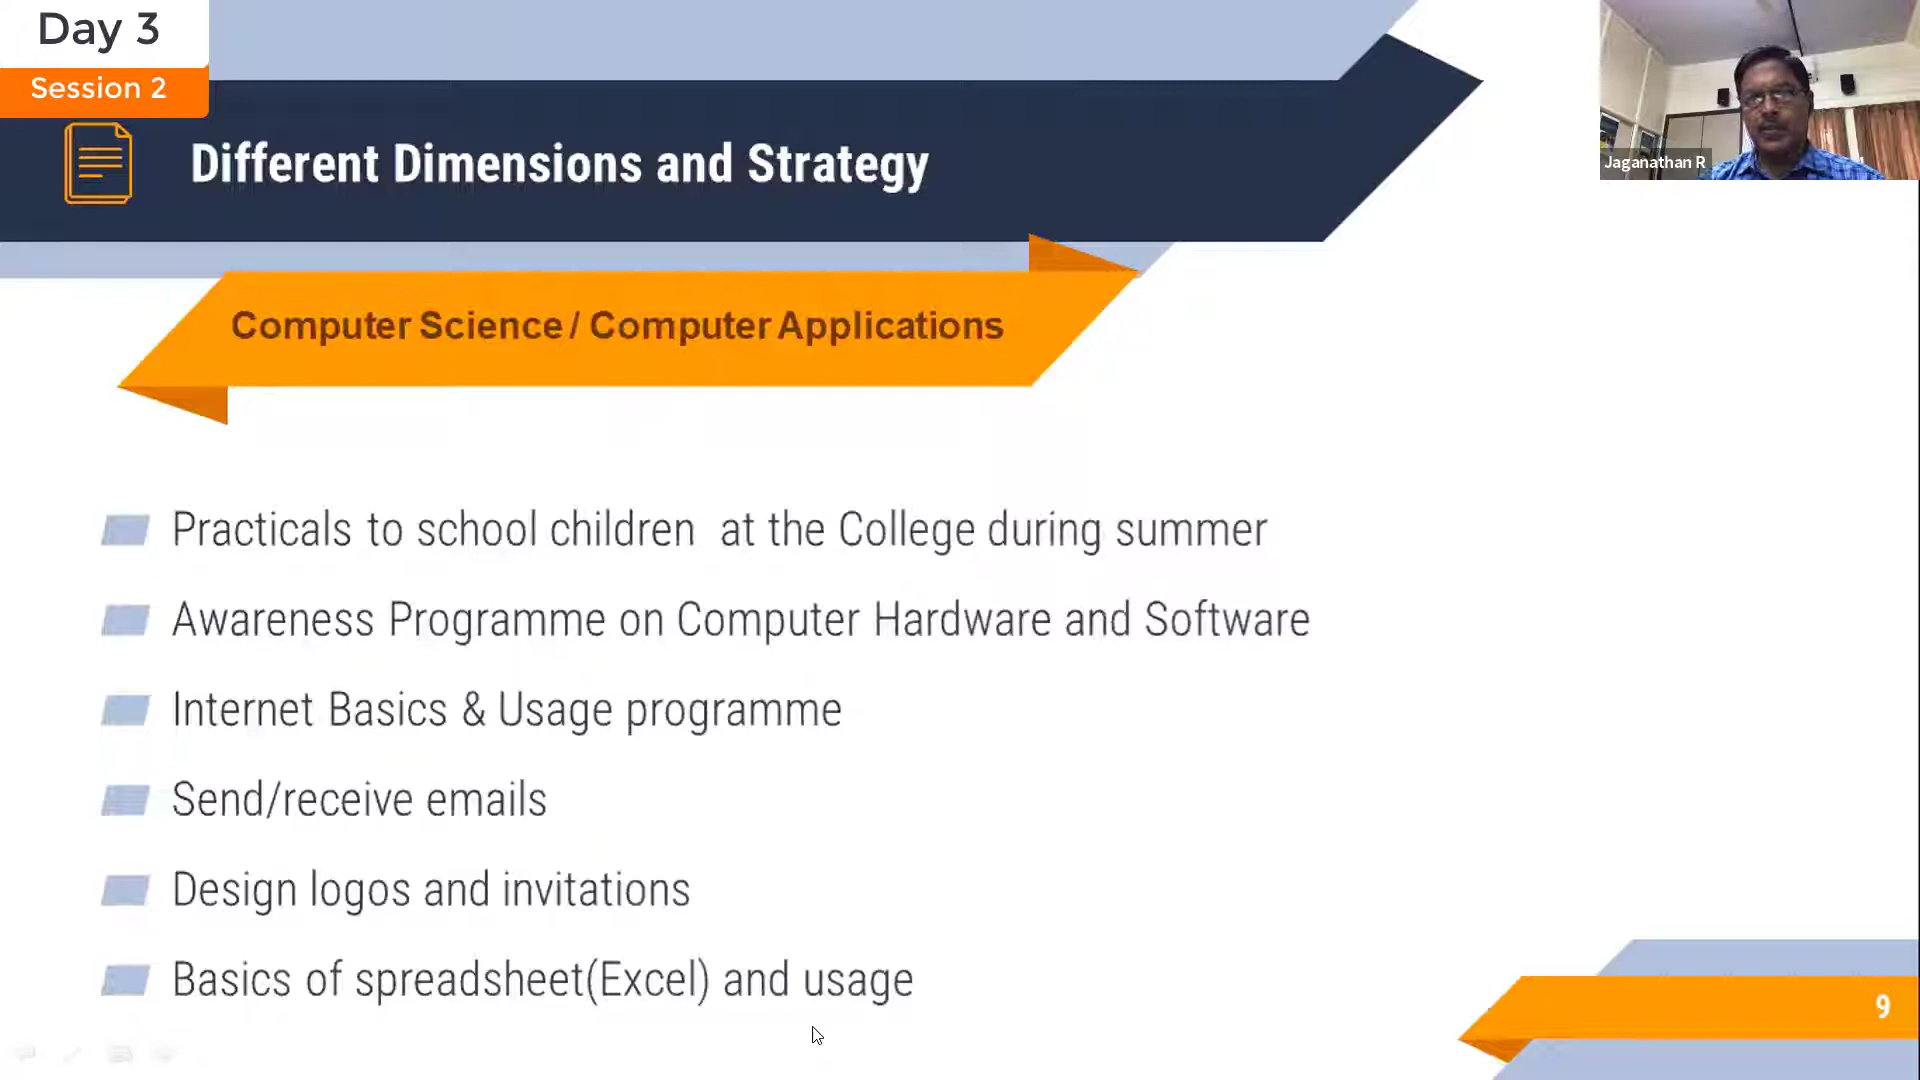 Day 3
Session 2
Different Dimensions and Strategy
Jaganathan R
Computer Science / Computer Applications
Practicals to school children at the College during summer
Awareness Programme on Computer Hardware and Software
Internet Basics & Usage programme
Send/receive emails
Design logos and invitations
Basics of spreadsheet(Excel) and usage
9